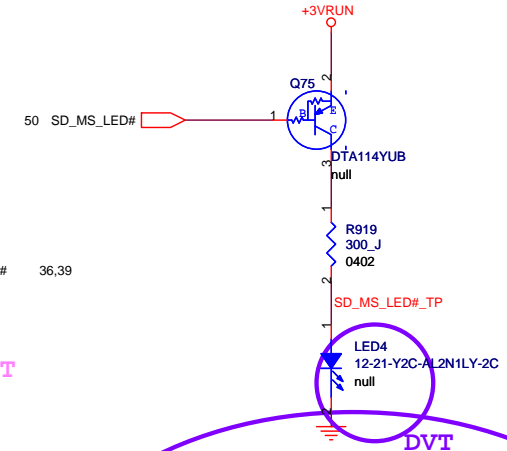 +3VRUN
2
Q75
B
E
C
50 SD_MS_LED#
1
3
DTA114YUB
null
1
R919
300_J
0402
# 36,39
2
SD_MS_LED#_TP
1
T
LED4
12-21-Y2C-AL2N1LY-2C
null
2
DVT